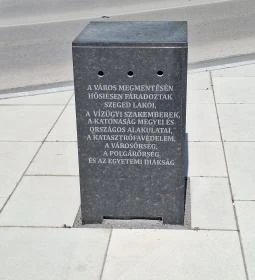 A VÁROS MEGMENTÉSÉN
HŐSIESEN FÁRADOZTAK
SZEGED LAKÓI,
A VÍZÜGYI SZAKEMBEREK,
A KATONASÁG MEGYEI ÉS
ORSZÁGOS ALAKULATAI,
A KATASZTRÓFAVÉDELEM,
A VÁROSŐRSÉG,
A POLGÁRŐRSÉG
ÉS AZ EGYETEMI DIÁKSÁG